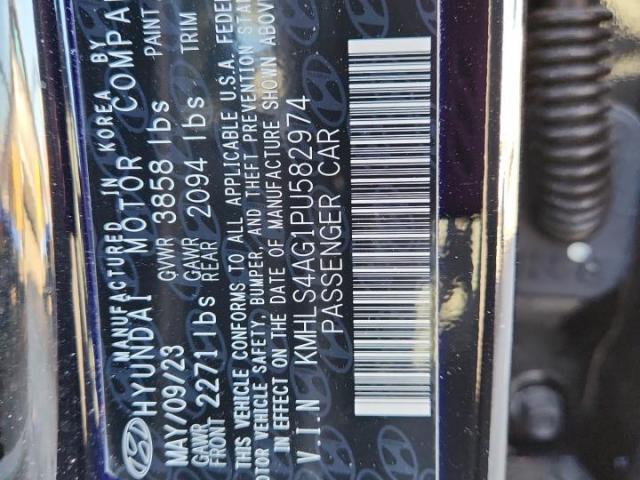 MANUFACTURED IN KOREA BY
HYUNDAI MOTOR COMPA
MAY/09/23 GVWR 3858 lbs PAINT
GAWR FRONT 2271 lbs GAWR REAR 2094 lbs TRIM
THIS VEHICLE CONFORMS TO ALL APPLICABLE U.S.A. FEDER
MOTOR VEHICLE SAFETY, BUMPER, AND THEFT PREVENTION STAN
IN EFFECT ON THE DATE OF MANUFACTURE SHOWN ABOV
V.I.N KMHLS4AG1PU582974
PASSENGER CAR